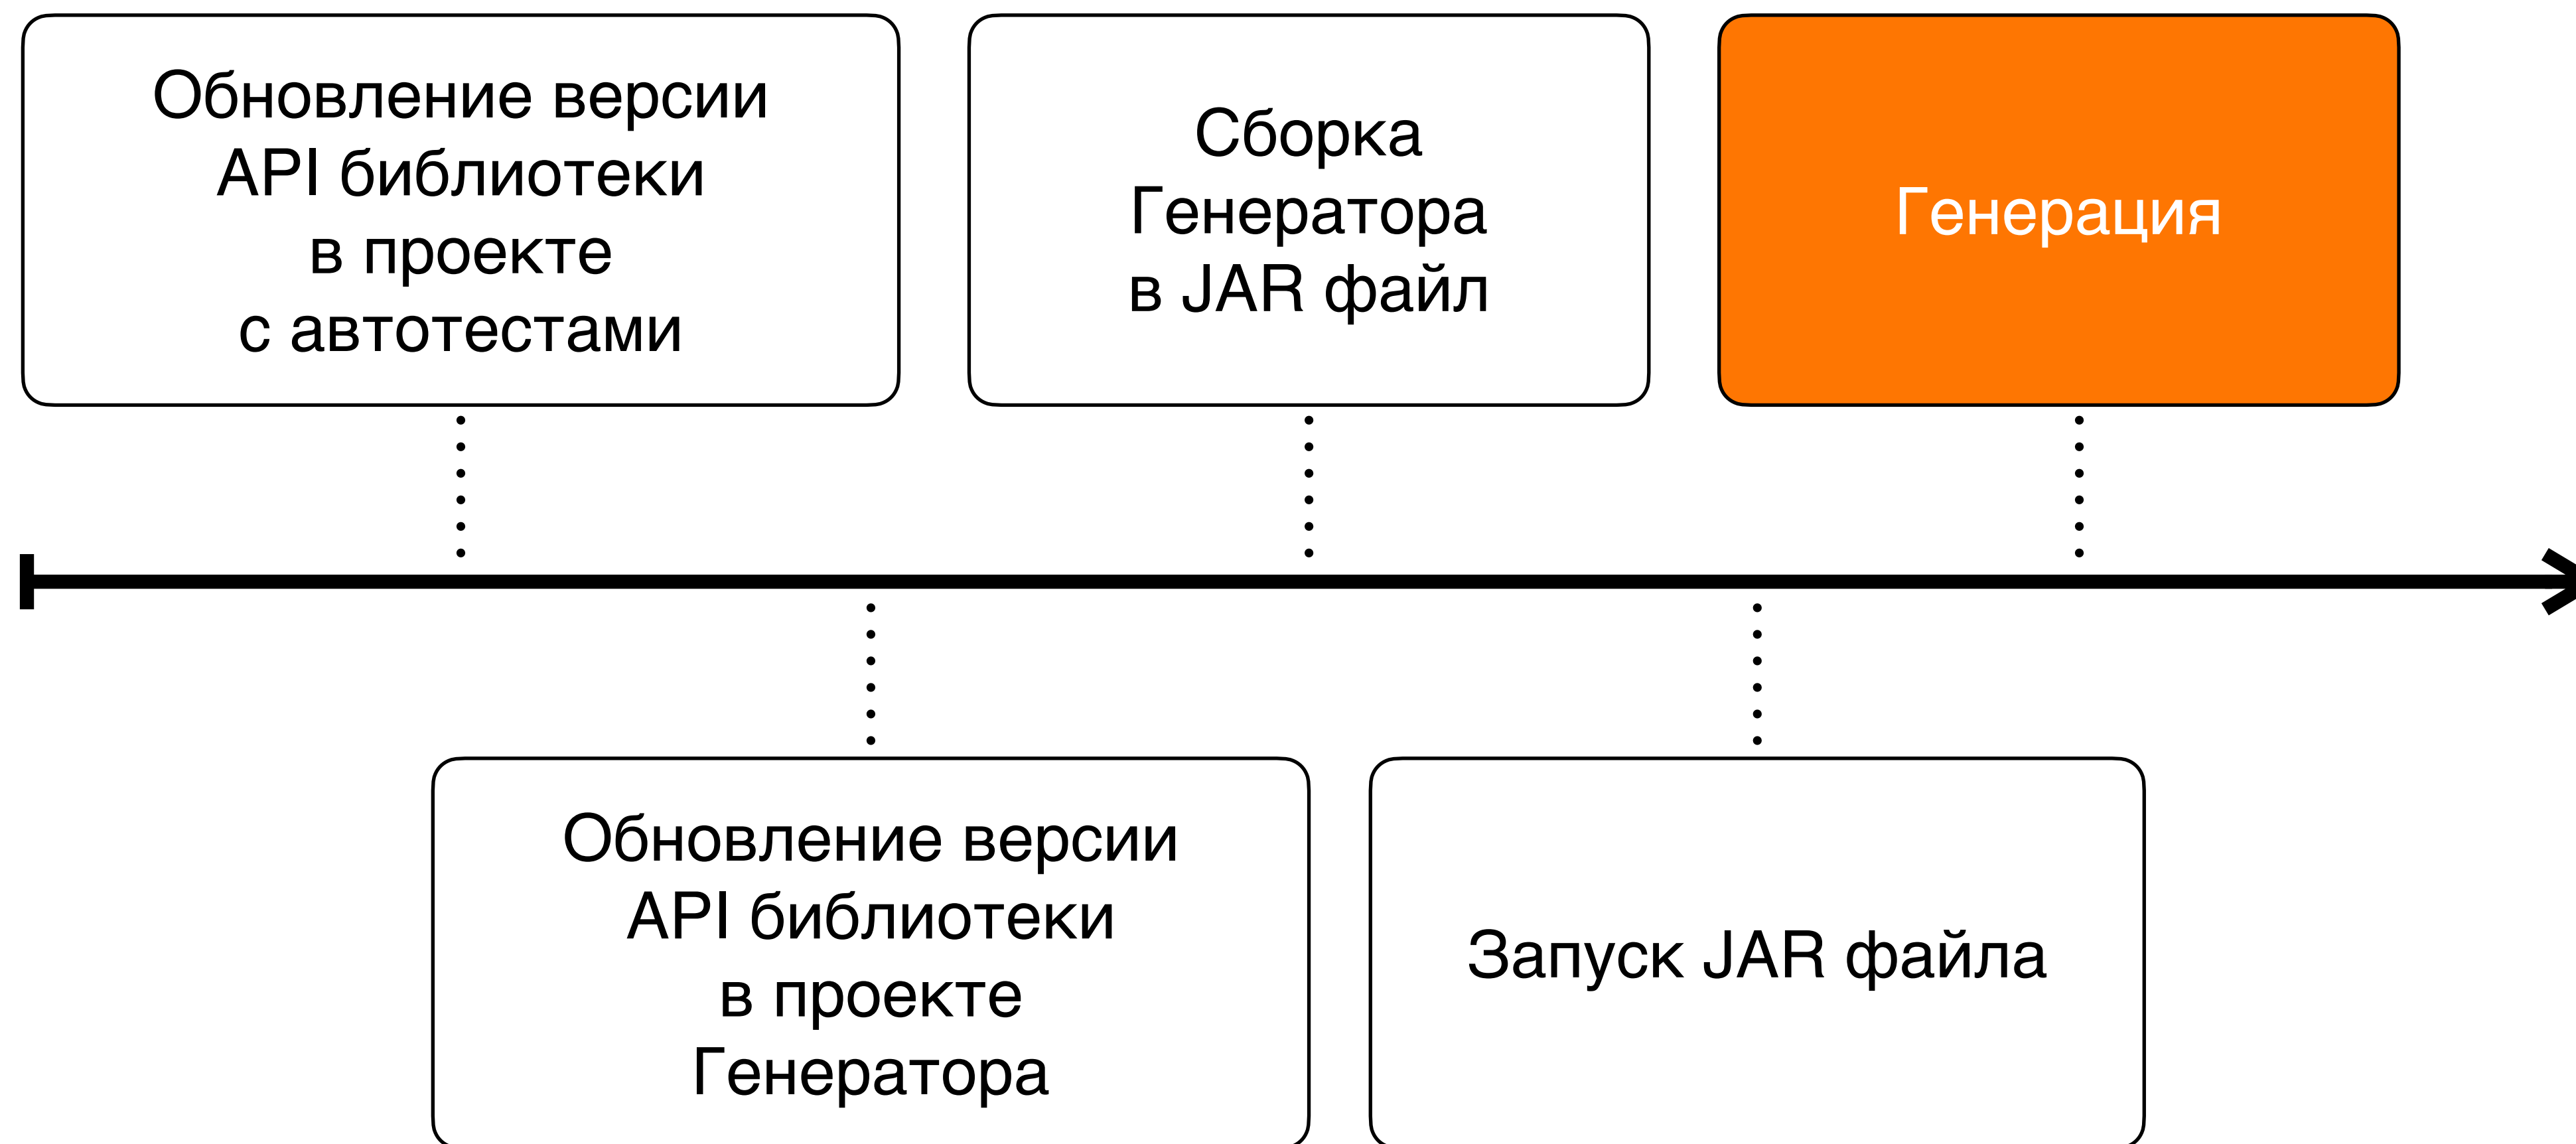 Обновление версии
API библиотеки
в проекте
с автотестами
Сборка
Генератора
в JAR файл
Генерация
Обновление версии
API библиотеки
в проекте
Генератора
Запуск JAR файла